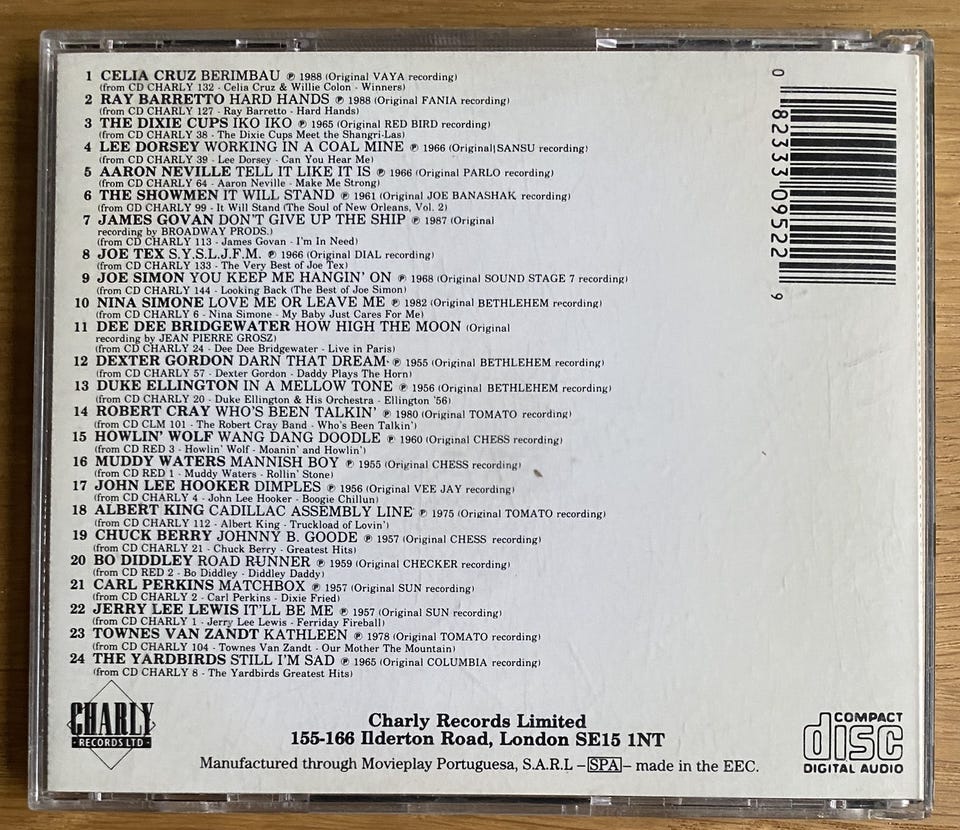 1 CELIA CRUZ BERIMBAU ℗ 1988 (Original VAYA recording)
(from CD CHARLY 132 - Celia Cruz & Willie Colon - Winners)
2 RAY BARRETTO HARD HANDS ℗ 1988 (Original FANIA recording)
(from CD CHARLY 127 - Ray Barretto - Hard Hands)
3 THE DIXIE CUPS IKO IKO ℗ 1965 (Original RED BIRD recording)
(from CD CHARLY 38 - The Dixie Cups Meet the Shangri-Las)
4 LEE DORSEY WORKING IN A COAL MINE ℗ 1966 (Original SANSU recording)
(from CD CHARLY 39 - Lee Dorsey - Can You Hear Me)
5 AARON NEVILLE TELL IT LIKE IT IS ℗ 1966 (Original PARLO recording)
(from CD CHARLY 64 - Aaron Neville - Make Me Strong)
6 THE SHOWMEN IT WILL STAND ℗ 1961 (Original JOE BANASHAK recording)
(from CD CHARLY 99 - It Will Stand (The Soul of New Orleans, Vol. 2)
7 JAMES GOVAN DON'T GIVE UP THE SHIP ℗ 1987 (Original
recording by BROADWAY PRODS.)
(from CD CHARLY 113 - James Govan - I'm In Need)
8 JOE TEX S.Y.S.L.J.F.M. ℗ 1966 (Original DIAL recording)
(from CD CHARLY 133 - The Very Best of Joe Tex)
9 JOE SIMON YOU KEEP ME HANGIN' ON ℗ 1968 (Original SOUND STAGE 7 recording)
(from CD CHARLY 144 - Looking Back (The Best of Joe Simon)
10 NINA SIMONE LOVE ME OR LEAVE ME ℗ 1982 (Original BETHLEHEM recording)
(from CD CHARLY 6 - Nina Simone - My Baby Just Cares For Me)
11 DEE DEE BRIDGEWATER HOW HIGH THE MOON (Original
recording by JEAN PIERRE GROSZ)
(from CD CHARLY 24 - Dee Dee Bridgewater - Live in Paris)
12 DEXTER GORDON DARN THAT DREAM ℗ 1955 (Original BETHLEHEM recording)
(from CD CHARLY 57 - Dexter Gordon - Daddy Plays The Horn)
13 DUKE ELLINGTON IN A MELLOW TONE ℗ 1956 (Original BETHLEHEM recording)
(from CD CHARLY 20 - Duke Ellington & His Orchestra - Ellington '56)
14 ROBERT CRAY WHO'S BEEN TALKIN' ℗ 1980 (Original TOMATO recording)
(from CD CLM 101 - The Robert Cray Band - Who's Been Talkin')
15 HOWLIN' WOLF WANG DANG DOODLE ℗ 1960 (Original CHESS recording)
(from CD RED 3 - Howlin' Wolf - Moanin' and Howlin')
16 MUDDY WATERS MANNISH BOY ℗ 1955 (Original CHESS recording)
(from CD RED 1 - Muddy Waters - Rollin' Stone)
17 JOHN LEE HOOKER DIMPLES ℗ 1956 (Original VEE JAY recording)
(from CD CHARLY 4 - John Lee Hooker - Boogie Chillun)
18 ALBERT KING CADILLAC ASSEMBLY LINE ℗ 1975 (Original TOMATO recording)
(from CD CHARLY 112 - Albert King - Truckload of Lovin')
19 CHUCK BERRY JOHNNY B. GOODE ℗ 1957 (Original CHESS recording)
(from CD CHARLY 21 - Chuck Berry - Greatest Hits)
20 BO DIDDLEY ROAD RUNNER ℗ 1959 (Original CHECKER recording)
(from CD RED 2 - Bo Diddley - Diddley Daddy)
21 CARL PERKINS MATCHBOX ℗ 1957 (Original SUN recording)
(from CD CHARLY 2 - Carl Perkins - Dixie Fried)
22 JERRY LEE LEWIS IT'LL BE ME ℗ 1957 (Original SUN recording)
(from CD CHARLY 1 - Jerry Lee Lewis - Ferriday Fireball)
23 TOWNES VAN ZANDT KATHLEEN ℗ 1978 (Original TOMATO recording)
(from CD CHARLY 104 - Townes Van Zandt - Our Mother The Mountain)
24 THE YARDBIRDS STILL I'M SAD ℗ 1965 (Original COLUMBIA recording)
(from CD CHARLY 8 - The Yardbirds Greatest Hits)
0 82333 09522 9
CHARLY
RECORDS LTD
Charly Records Limited
155-166 Ilderton Road, London SE15 1NT
Manufactured through Movieplay Portuguesa, S.A.R.L - SPA - made in the EEC.
COMPACT
disc
DIGITAL AUDIO